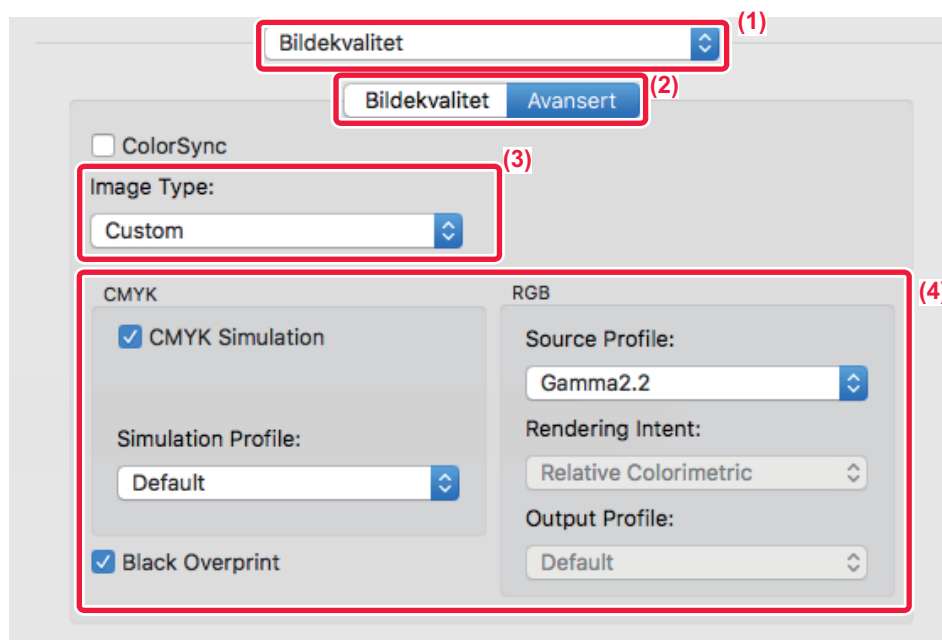 (1)
Bildekvalitet
(2)
Bildekvalitet Avansert
ColorSync
(3)
Image Type:
Custom
(4)
CMYK
CMYK Simulation
Simulation Profile:
Default
Black Overprint
RGB
Source Profile:
Gamma2.2
Rendering Intent:
Relative Colorimetric
Output Profile:
Default